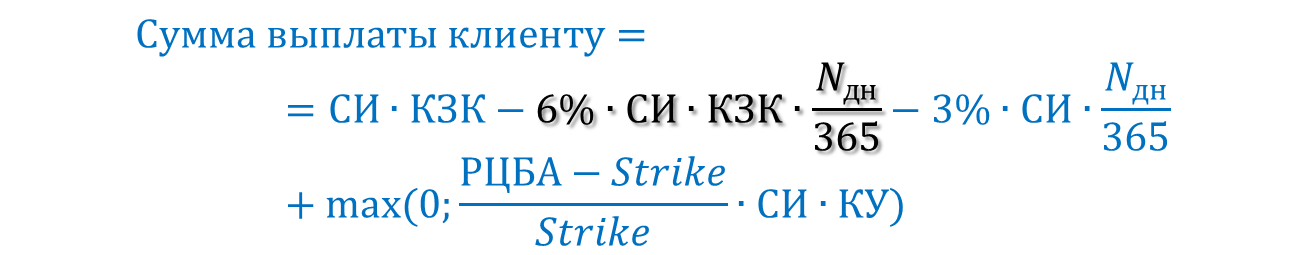 Сумма выплаты клиенту =
= СИ · КЗК − 6% · СИ · КЗК · Nдн/365 − 3% · СИ · Nдн/365
+ max(0; (РЦБА − Strike)/Strike · СИ · КУ)